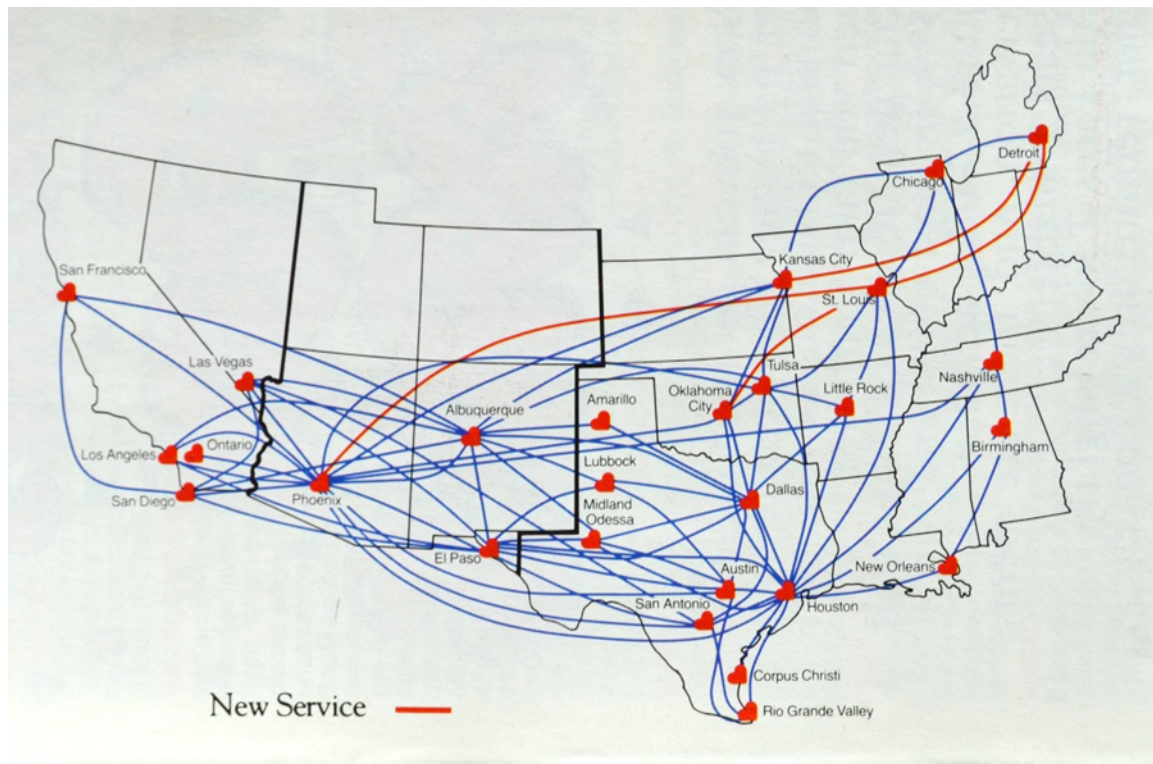 Detroit
Chicago
Kansas City
San Francisco
St. Louis
Las Vegas
Tulsa
Nashville
Oklahoma
City
Little Rock
Amarillo
Albuquerque
Birmingham
Ontario
Los Angeles
Lubbock
San Diego
Phoenix
Dallas
Midland
Odessa
El Paso
Austin
New Orleans
San Antonio
Houston
Corpus Christi
New Service
Rio Grande Valley